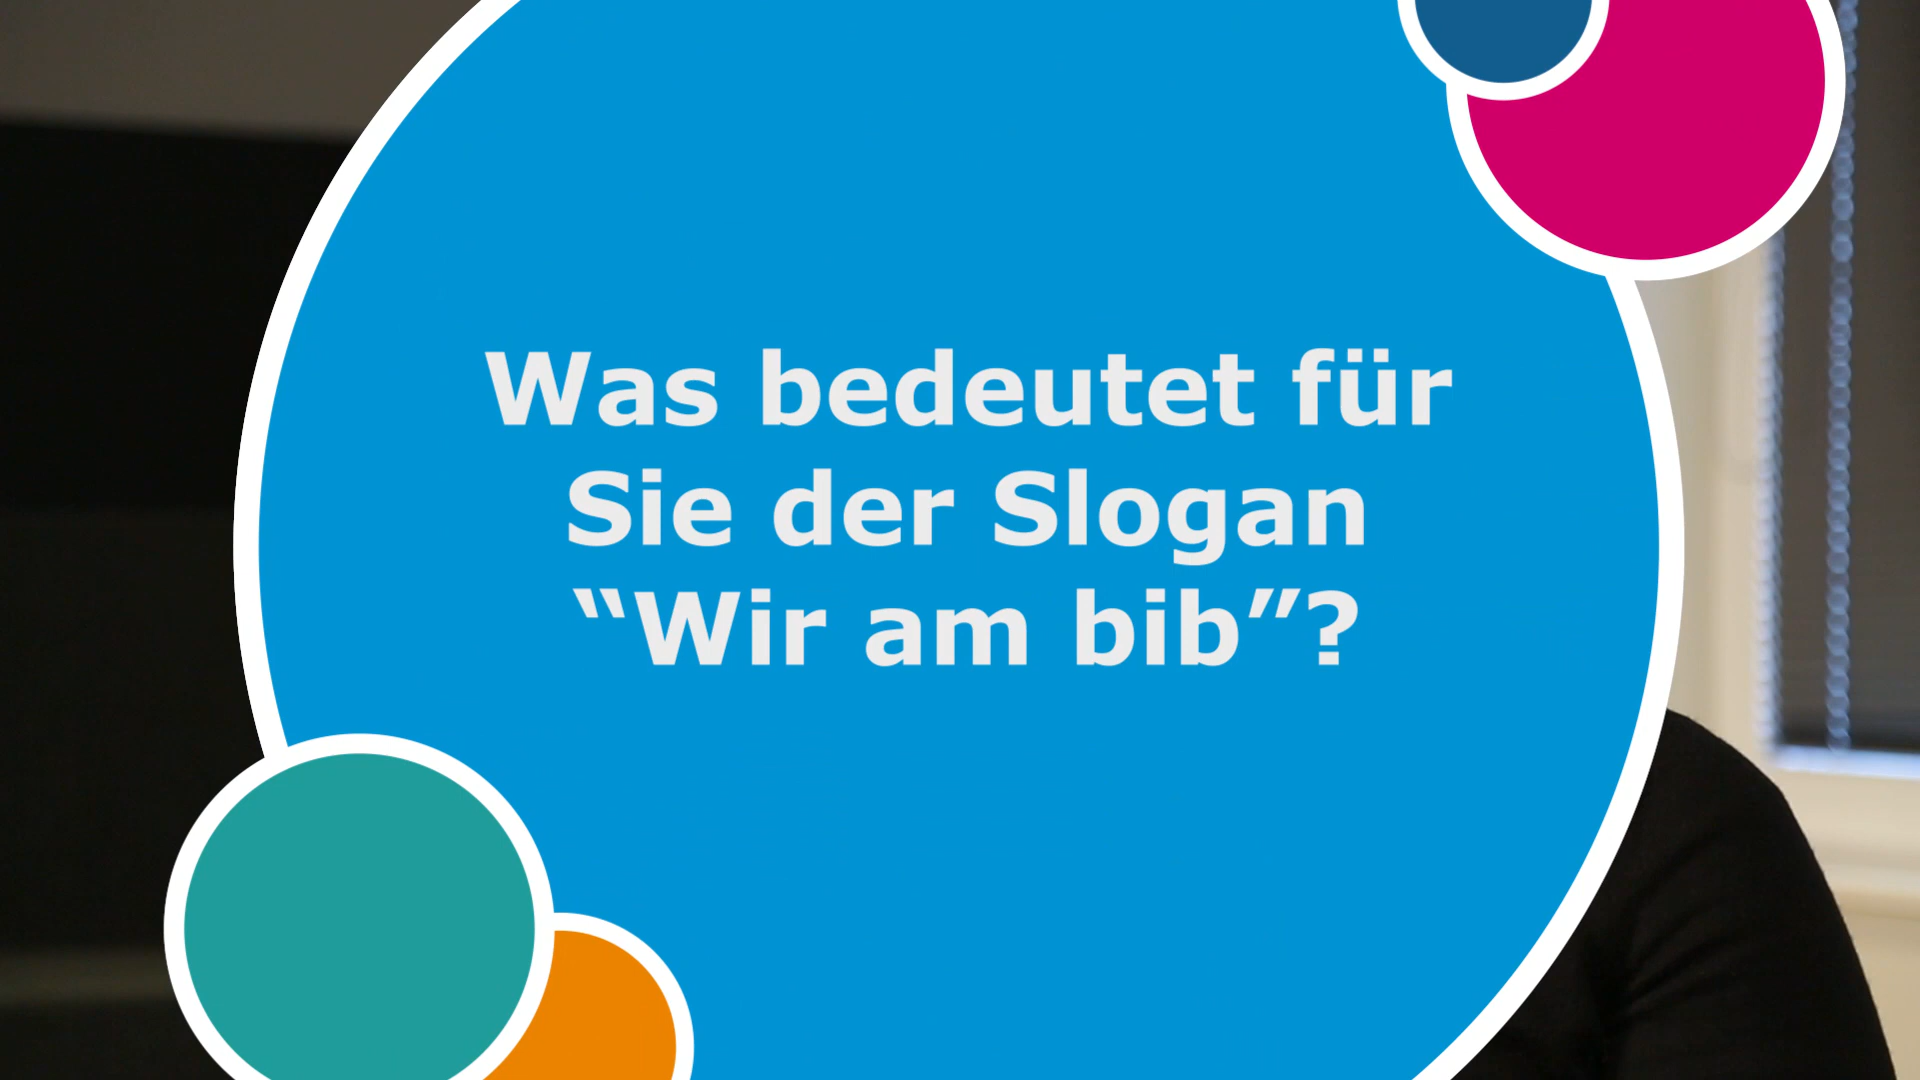 Was bedeutet für
Sie der Slogan
“Wir am bib”?